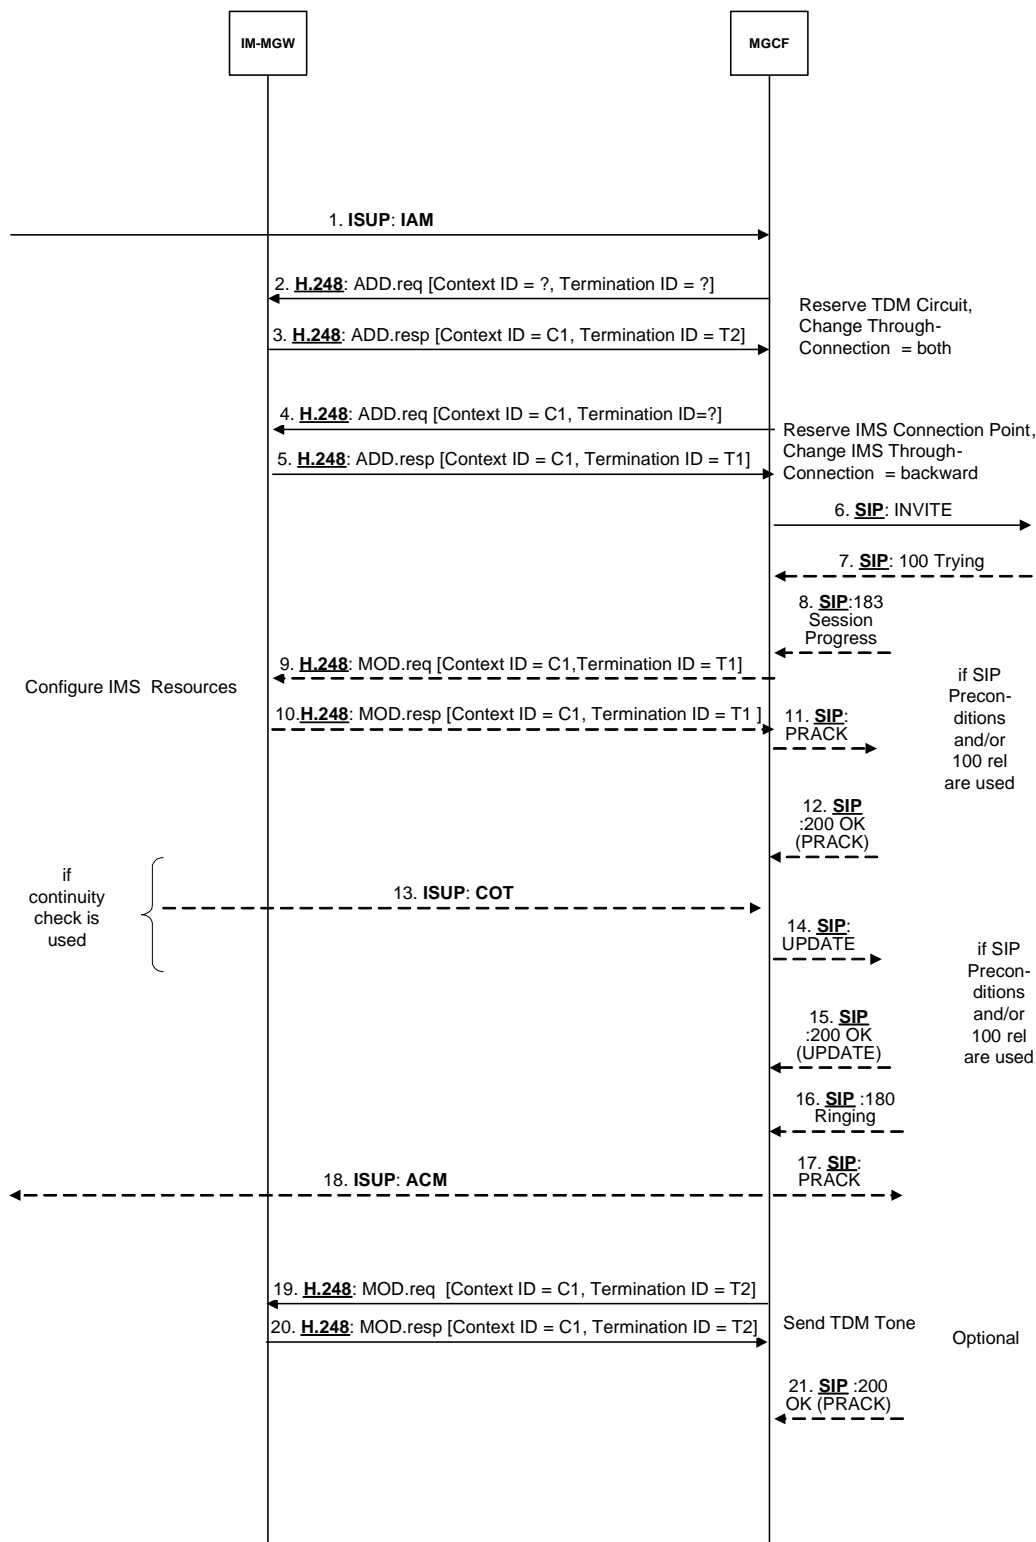 IM-MGW
MGCF
1. ISUP: IAM
2. H.248: ADD.req [Context ID = ?, Termination ID = ?]
Reserve TDM Circuit,
Change Through-
Connection = both
3. H.248: ADD.resp [Context ID = C1, Termination ID = T2]
4. H.248: ADD.req [Context ID = C1, Termination ID=?]
Reserve IMS Connection Point,
Change IMS Through-
Connection = backward
5. H.248: ADD.resp [Context ID = C1, Termination ID = T1]
6. SIP: INVITE
7. SIP: 100 Trying
8. SIP:183
Session
Progress
9. H.248: MOD.req [Context ID = C1,Termination ID = T1]
Configure IMS Resources
10.H.248: MOD.resp [Context ID = C1, Termination ID = T1 ]
11. SIP:
PRACK
if SIP
Precon-
ditions
and/or
100 rel
are used
12. SIP
:200 OK
(PRACK)
if
continuity
check is
used
13. ISUP: COT
14. SIP:
UPDATE
if SIP
Precon-
ditions
and/or
100 rel
are used
15. SIP
:200 OK
(UPDATE)
16. SIP :180
Ringing
17. SIP:
PRACK
18. ISUP: ACM
19. H.248: MOD.req [Context ID = C1, Termination ID = T2]
20. H.248: MOD.resp [Context ID = C1, Termination ID = T2]
Send TDM Tone
Optional
21. SIP :200
OK (PRACK)